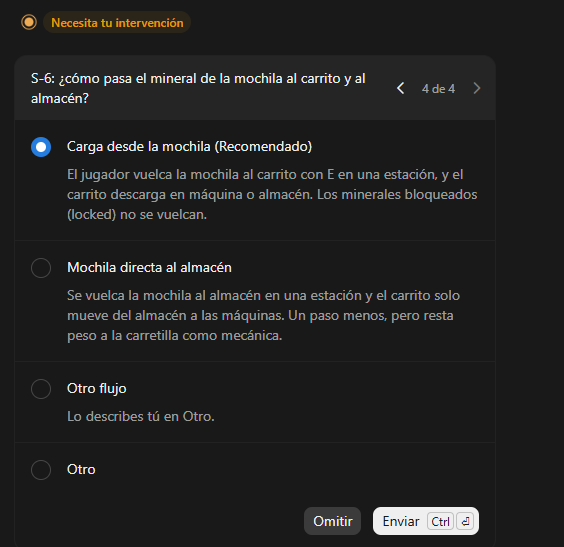 Necesita tu intervención
S-6: ¿cómo pasa el mineral de la mochila al carrito y al
almacén?
4 de 4
Carga desde la mochila (Recomendado)
El jugador vuelca la mochila al carrito con E en una estación, y el
carrito descarga en máquina o almacén. Los minerales bloqueados
(locked) no se vuelcan.
Mochila directa al almacén
Se vuelca la mochila al almacén en una estación y el carrito solo
mueve del almacén a las máquinas. Un paso menos, pero resta
peso a la carretilla como mecánica.
Otro flujo
Lo describes tú en Otro.
Otro
Omitir
Enviar Ctrl ⏎